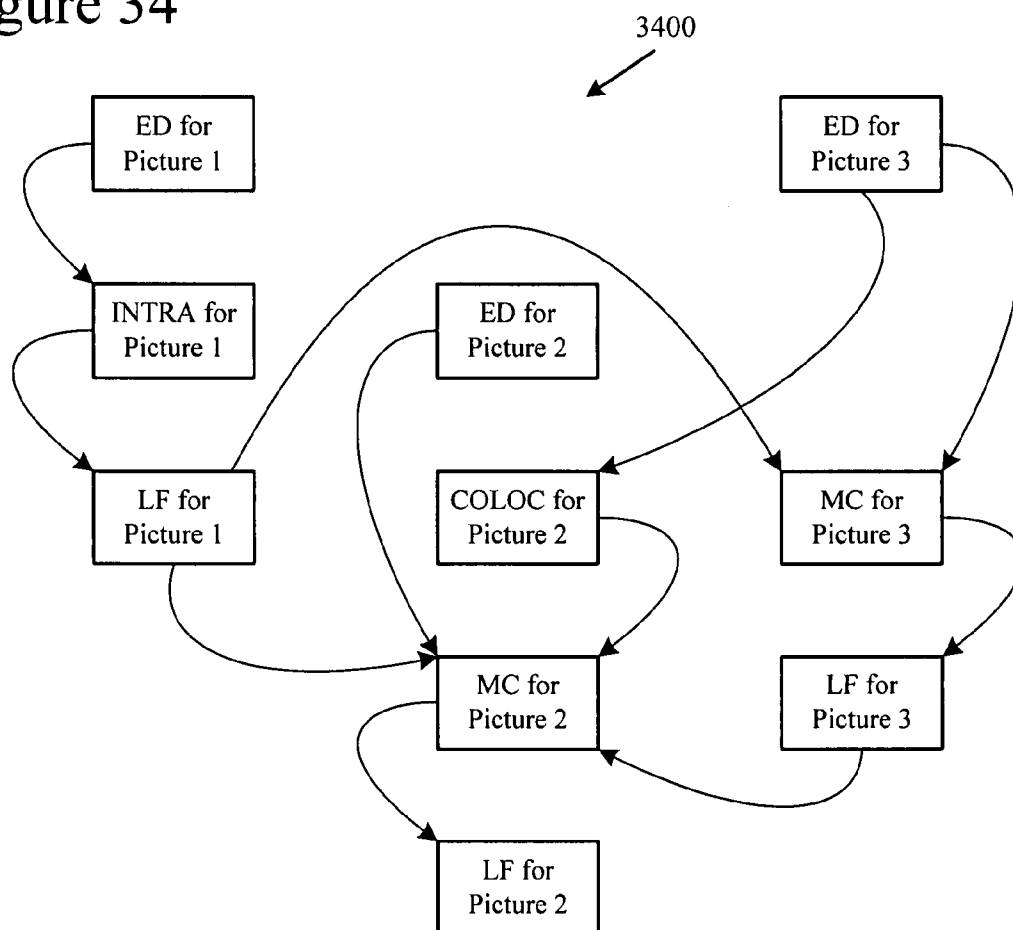 gure 34
3400
ED for
Picture 1
ED for
Picture 3
INTRA for
Picture 1
ED for
Picture 2
LF for
Picture 1
COLOC for
Picture 2
MC for
Picture 3
MC for
Picture 2
LF for
Picture 3
LF for
Picture 2